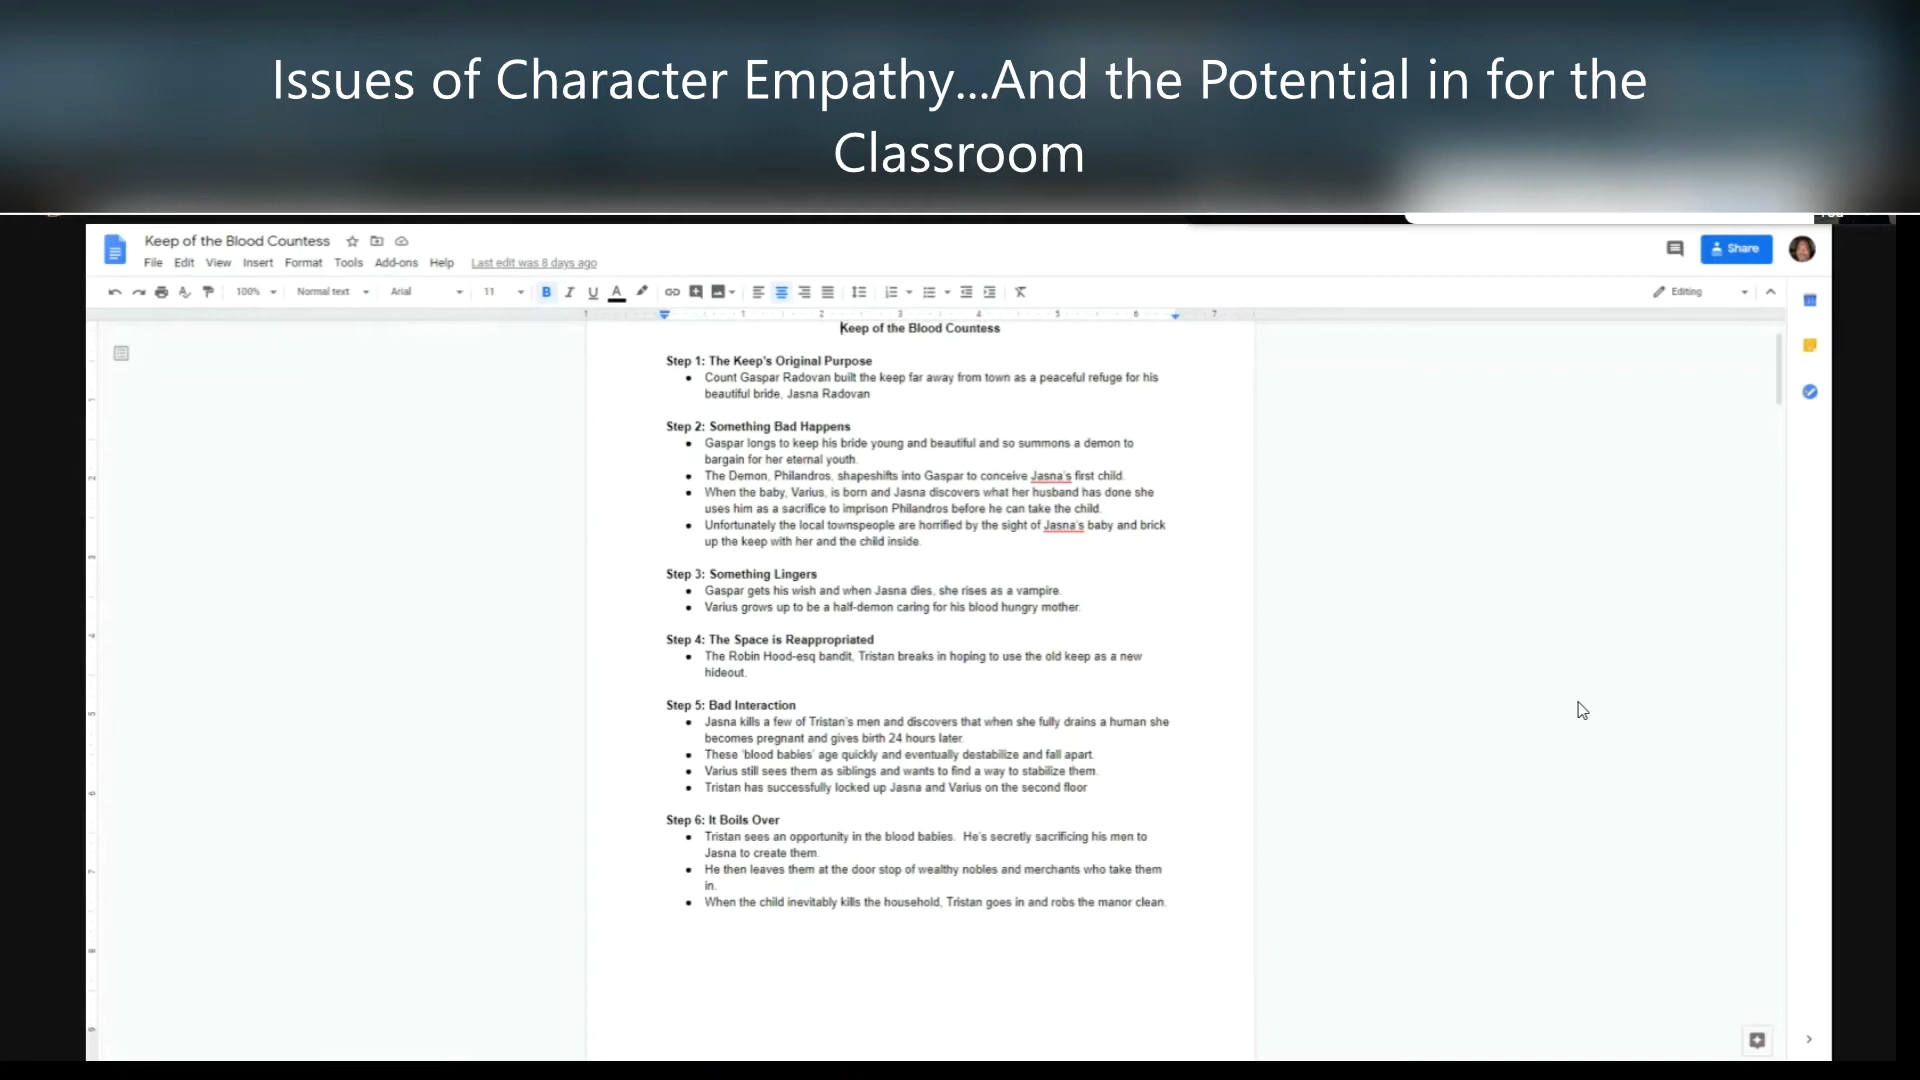 Issues of Character Empathy...And the Potential in for the
Classroom
Keep of the Blood Countess
File Edit View Insert Format Tools Add-ons Help Last edit was 8 days ago
Share
100% Normal text Arial 11 Editing
1 1 2 3 4 5 6 7
Keep of the Blood Countess
Step 1: The Keep's Original Purpose
Count Gaspar Radovan built the keep far away from town as a peaceful refuge for his
beautiful bride, Jasna Radovan
Step 2: Something Bad Happens
Gaspar longs to keep his bride young and beautiful and so summons a demon to
bargain for her eternal youth.
The Demon, Philandros, shapeshifts into Gaspar to conceive Jasna's first child.
When the baby, Varius, is born and Jasna discovers what her husband has done she
uses him as a sacrifice to imprison Philandros before he can take the child.
Unfortunately the local townspeople are horrified by the sight of Jasna's baby and brick
up the keep with her and the child inside.
Step 3: Something Lingers
Gaspar gets his wish and when Jasna dies, she rises as a vampire.
Varius grows up to be a half-demon caring for his blood hungry mother.
Step 4: The Space is Reappropriated
The Robin Hood-esq bandit, Tristan breaks in hoping to use the old keep as a new
hideout.
Step 5: Bad Interaction
Jasna kills a few of Tristan's men and discovers that when she fully drains a human she
becomes pregnant and gives birth 24 hours later.
These 'blood babies' age quickly and eventually destabilize and fall apart.
Varius still sees them as siblings and wants to find a way to stabilize them.
Tristan has successfully locked up Jasna and Varius on the second floor
Step 6: It Boils Over
Tristan sees an opportunity in the blood babies. He's secretly sacrificing his men to
Jasna to create them.
He then leaves them at the door stop of wealthy nobles and merchants who take them
in.
When the child inevitably kills the household, Tristan goes in and robs the manor clean.